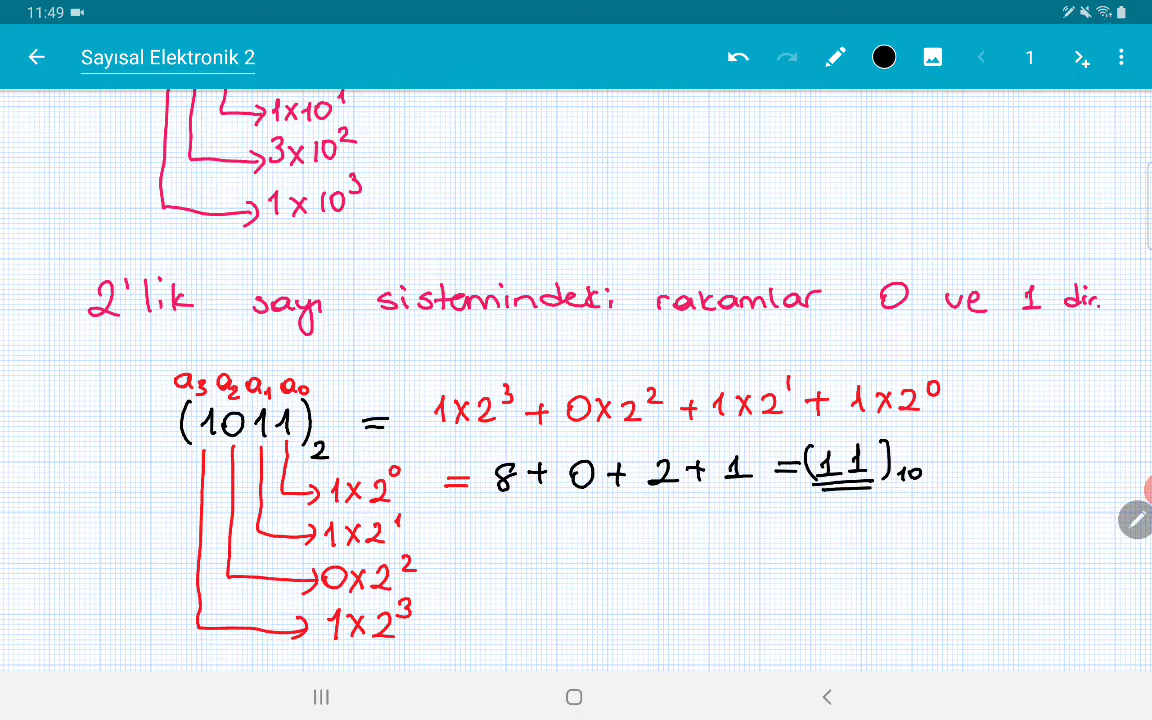 11:49
Sayısal Elektronik 2
1
1x10¹
3x10²
1x10³
2'lik sayı sistemindeki rakamlar 0 ve 1 dir.
a₃ a₂ a₁ a₀
(1011)₂ = 1x2³ + 0x2² + 1x2¹ + 1x2⁰
= 8 + 0 + 2 + 1 = (11)₁₀
1x2⁰
1x2¹
0x2²
1x2³